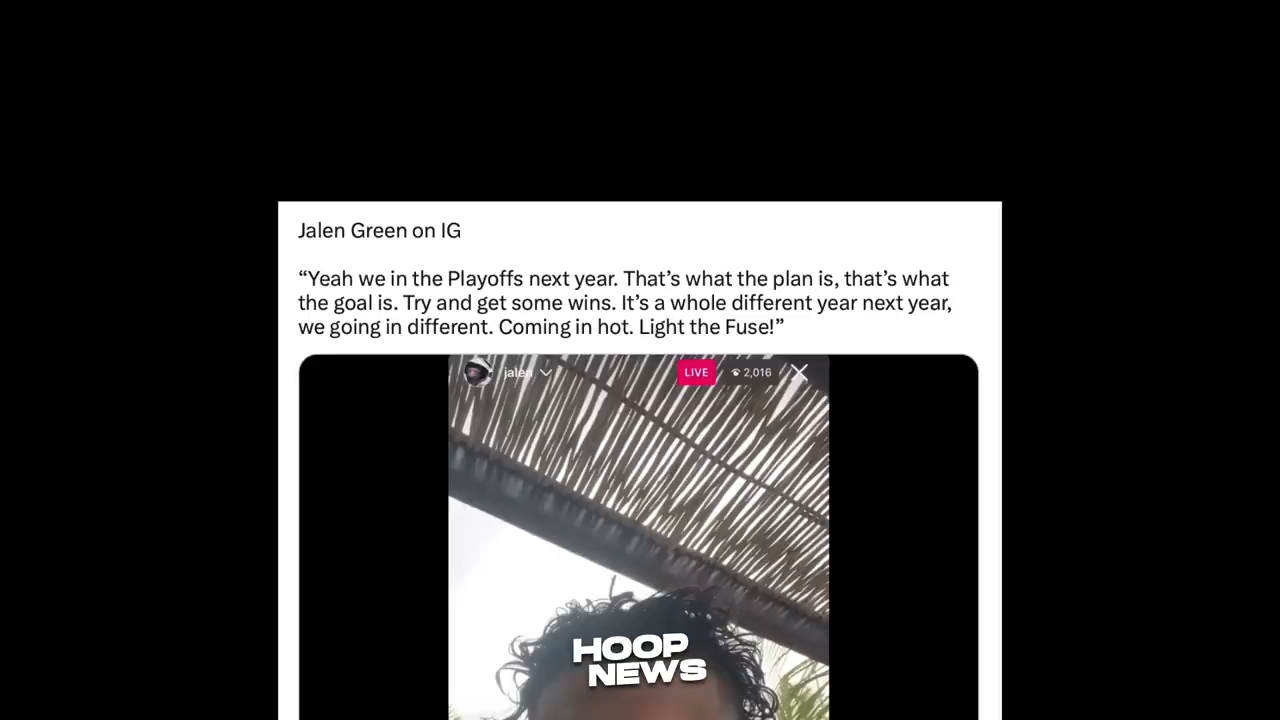 Jalen Green on IG
“Yeah we in the Playoffs next year. That’s what the plan is, that’s what
the goal is. Try and get some wins. It’s a whole different year next year,
we going in different. Coming in hot. Light the Fuse!”
jalen
LIVE
2,016
HOOP
NEWS